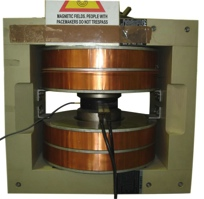 MAGNETIC FIELDS: PEOPLE WITH
PACEMAKERS DO NOT TRESPASS